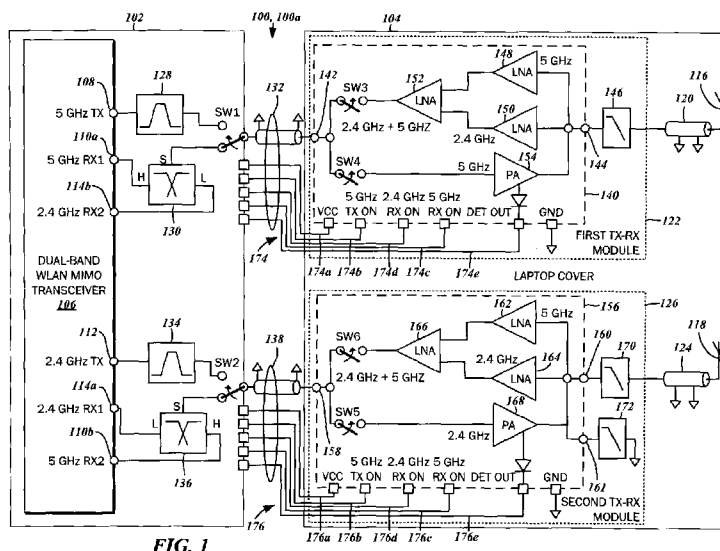 102
100, 100a
104
108
128
SW1
132
142
SW3
152
148
LNA
5 GHz
146
116
120
5 GHz TX
110a
LNA
150
LNA
2.4 GHz + 5 GHZ
2.4 GHz
144
5 GHz RX1
H
S
L
SW4
5 GHz
154
PA
114b
2.4 GHz RX2
130
140
5 GHz 2.4 GHz 5 GHz
VCC TX ON RX ON RX ON DET OUT
GND
122
174
174a
174b
174d
174c
174e
FIRST TX-RX
MODULE
DUAL-BAND
WLAN MIMO
TRANSCEIVER
106
LAPTOP COVER
112
134
SW2
138
SW6
166
162
LNA
156
126
160
170
118
5 GHz
LNA
164
LNA
124
2.4 GHz TX
2.4 GHz
2.4 GHz + 5 GHZ
168
172
114a
2.4 GHz RX1
L
S
H
SW5
2.4 GHz
PA
158
161
110b
5 GHz RX2
136
5 GHz 2.4 GHz 5 GHz
VCC TX ON RX ON RX ON DET OUT
GND
176
176a
176b
176d
176c
176e
SECOND TX-RX
MODULE
FIG. 1